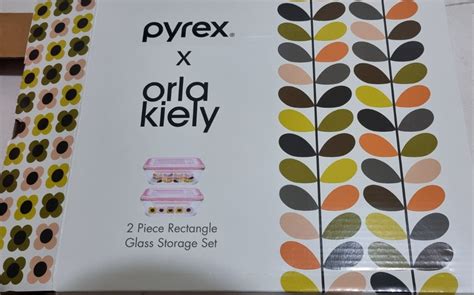 pyrex®
x
orla
kiely
2 Piece Rectangle
Glass Storage Set